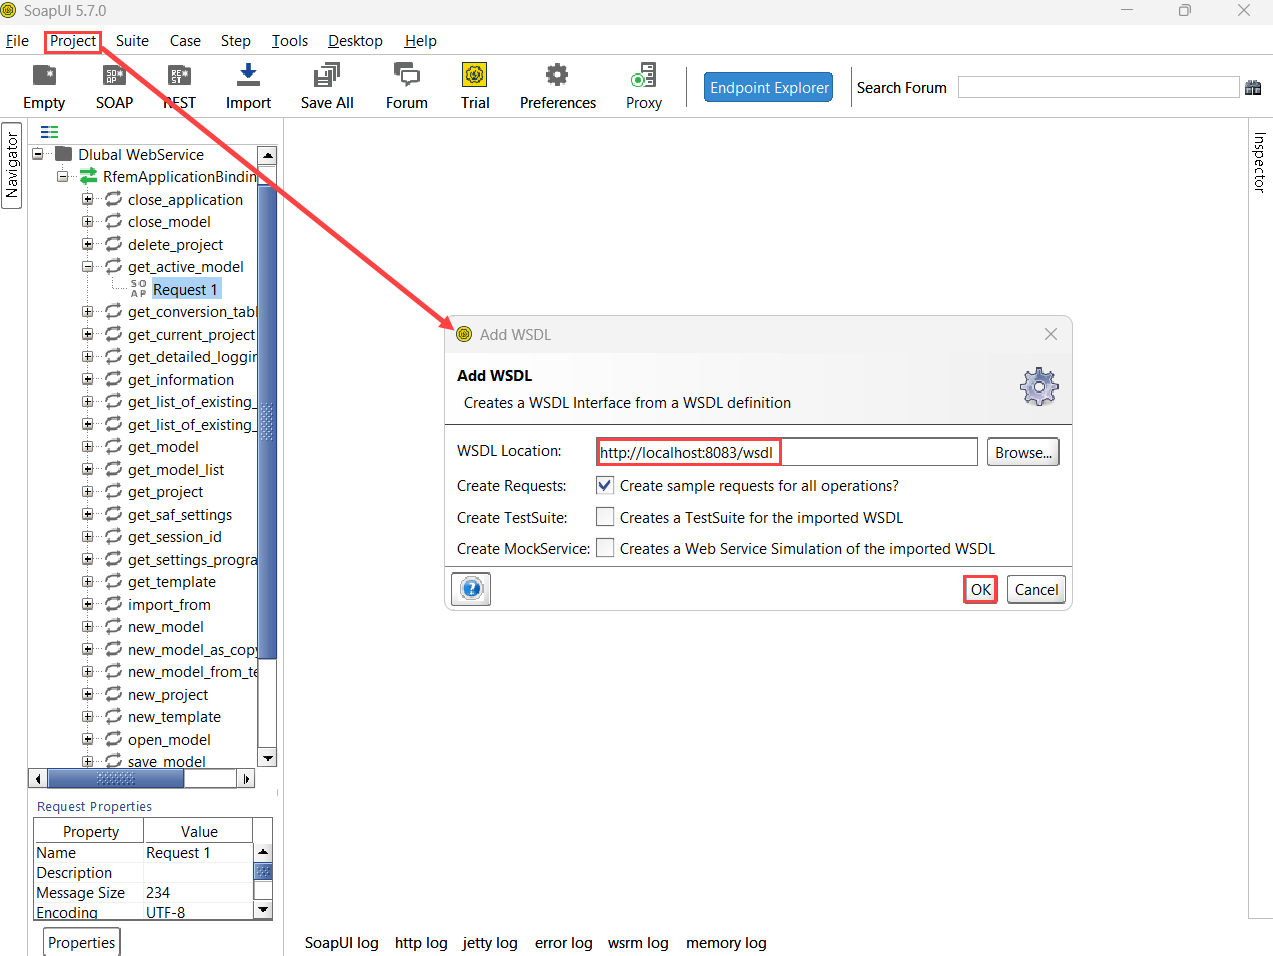 SoapUI 5.7.0
File Project Suite Case Step Tools Desktop Help
Empty SOAP REST Import Save All Forum Trial Preferences Proxy Endpoint Explorer Search Forum
Navigator
Inspector
Dlubal WebService
RfemApplicationBindin
close_application
close_model
delete_project
get_active_model
SO
AP Request 1
get_conversion_tabl
get_current_project
get_detailed_loggin
get_information
get_list_of_existing_
get_list_of_existing_
get_model
get_model_list
get_project
get_saf_settings
get_session_id
get_settings_progra
get_template
import_from
new_model
new_model_as_copy
new_model_from_te
new_project
new_template
open_model
save_model
Add WSDL
Add WSDL
Creates a WSDL Interface from a WSDL definition
WSDL Location: http://localhost:8083/wsdl Browse...
Create Requests: Create sample requests for all operations?
Create TestSuite: Creates a TestSuite for the imported WSDL
Create MockService: Creates a Web Service Simulation of the imported WSDL
? OK Cancel
Request Properties
Property Value
Name Request 1
Description
Message Size 234
Encoding UTF-8
Properties
SoapUI log http log jetty log error log wsrm log memory log